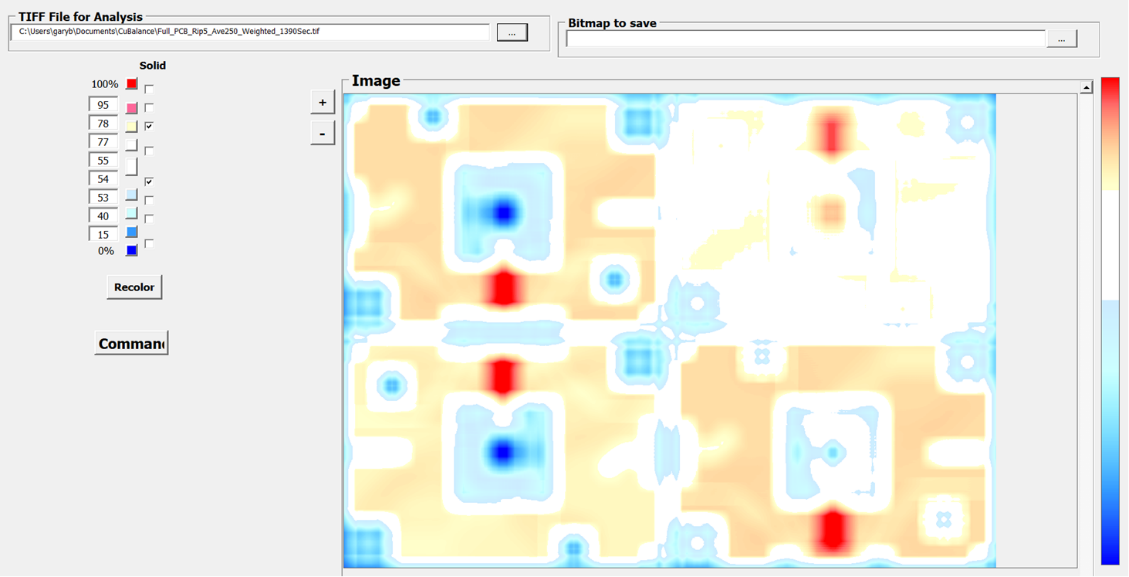 TIFF File for Analysis
C:\Users\garyb\Documents\CuBalance\Full_PCB_Rip5_Ave250_Weighted_1390Sec.tif
...
Bitmap to save
...
Solid
100%
95
78
77
55
54
53
40
15
0%
+
-
Image
Recolor
Comman